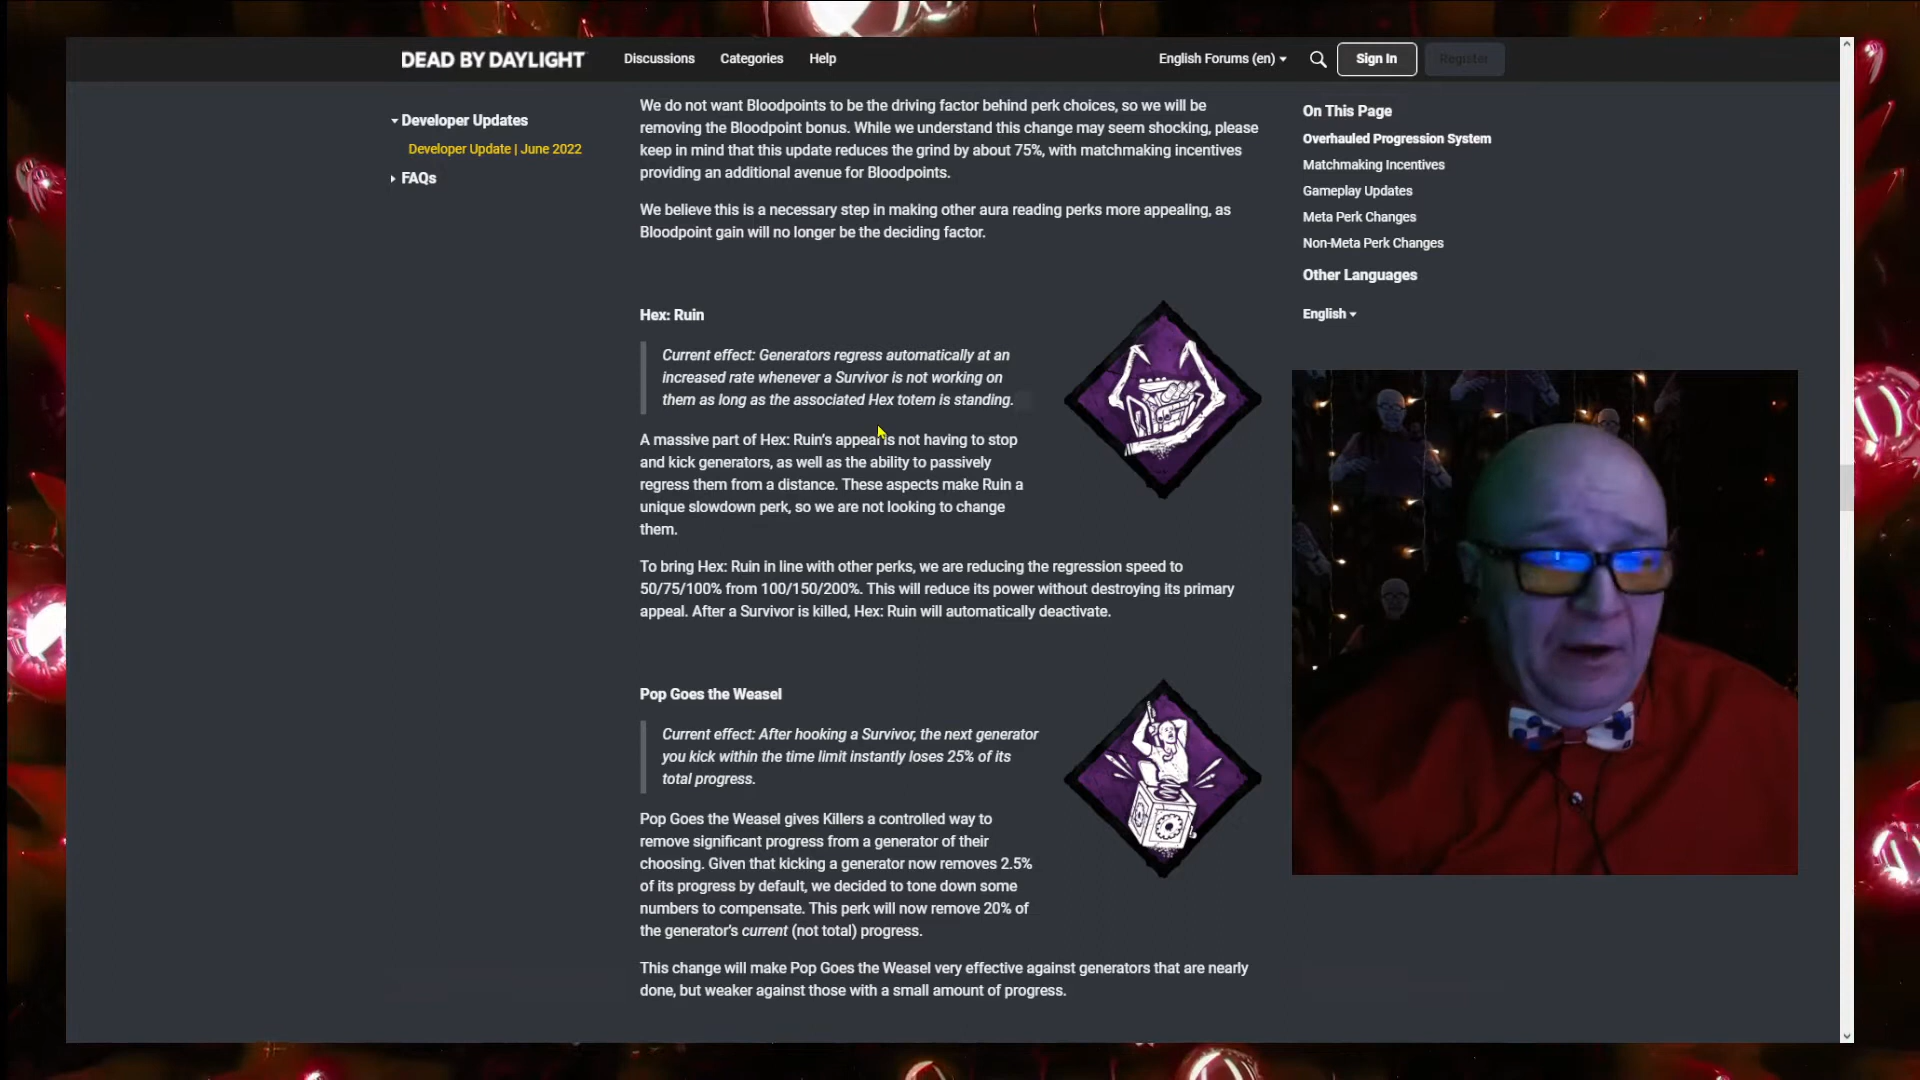 DEAD BY DAYLIGHT
Discussions
Categories
Help
English Forums (en)
Sign In
Register
Developer Updates
Developer Update | June 2022
FAQs
We do not want Bloodpoints to be the driving factor behind perk choices, so we will be
removing the Bloodpoint bonus. While we understand this change may seem shocking, please
keep in mind that this update reduces the grind by about 75%, with matchmaking incentives
providing an additional avenue for Bloodpoints.
We believe this is a necessary step in making other aura reading perks more appealing, as
Bloodpoint gain will no longer be the deciding factor.
Hex: Ruin
Current effect: Generators regress automatically at an
increased rate whenever a Survivor is not working on
them as long as the associated Hex totem is standing.
A massive part of Hex: Ruin's appeal is not having to stop
and kick generators, as well as the ability to passively
regress them from a distance. These aspects make Ruin a
unique slowdown perk, so we are not looking to change
them.
To bring Hex: Ruin in line with other perks, we are reducing the regression speed to
50/75/100% from 100/150/200%. This will reduce its power without destroying its primary
appeal. After a Survivor is killed, Hex: Ruin will automatically deactivate.
Pop Goes the Weasel
Current effect: After hooking a Survivor, the next generator
you kick within the time limit instantly loses 25% of its
total progress.
Pop Goes the Weasel gives Killers a controlled way to
remove significant progress from a generator of their
choosing. Given that kicking a generator now removes 2.5%
of its progress by default, we decided to tone down some
numbers to compensate. This perk will now remove 20% of
the generator's current (not total) progress.
This change will make Pop Goes the Weasel very effective against generators that are nearly
done, but weaker against those with a small amount of progress.
On This Page
Overhauled Progression System
Matchmaking Incentives
Gameplay Updates
Meta Perk Changes
Non-Meta Perk Changes
Other Languages
English